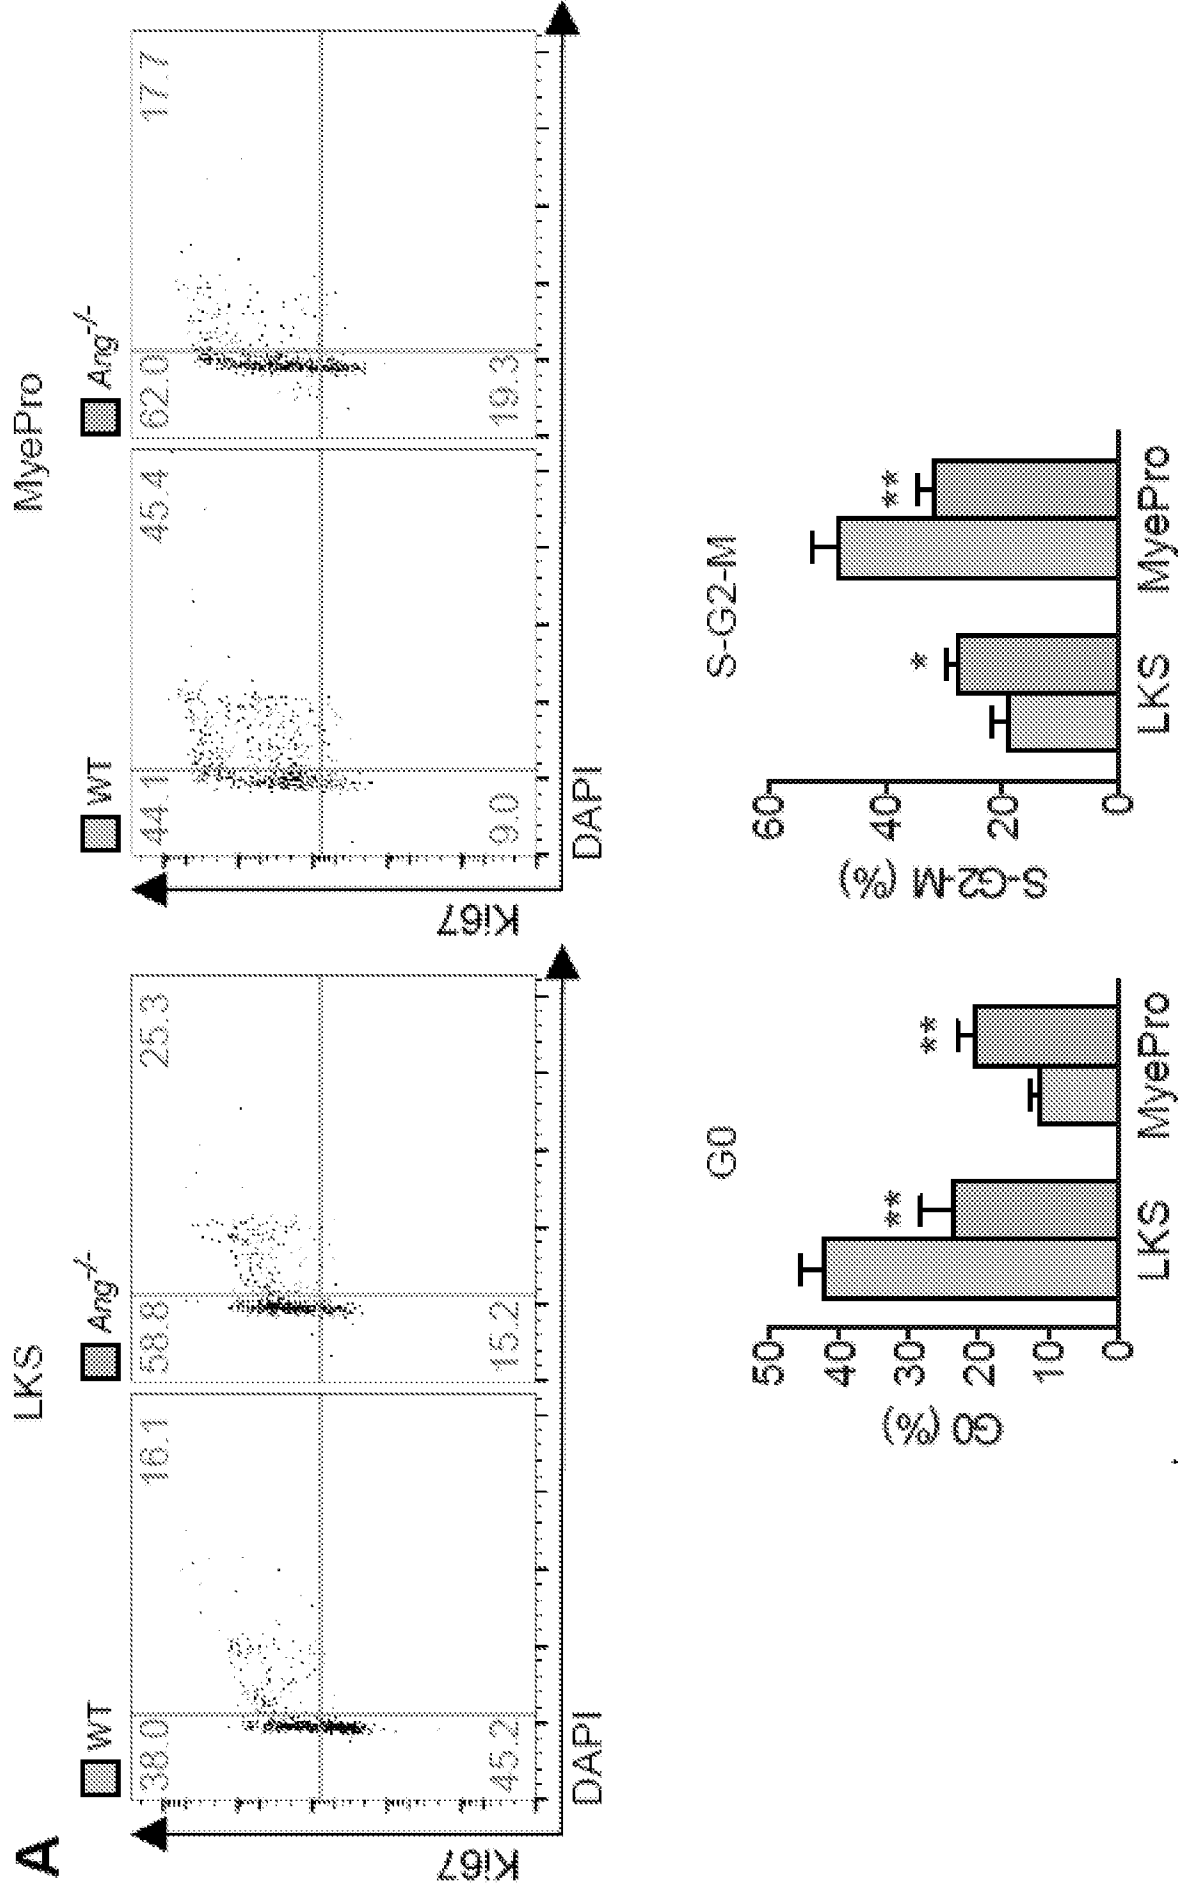 A
LKS
MyePro
WT
Ang-/-
WT
Ang-/-
38.0
16.1
58.8
25.3
44.1
45.4
62.0
17.7
Ki67
Ki67
45.2
15.2
9.0
19.3
DAPI
DAPI
G0
S-G2-M
G0 (%)
50
40
30
20
10
0
**
**
LKS
MyePro
S-G2-M (%)
60
40
20
0
*
**
LKS
MyePro